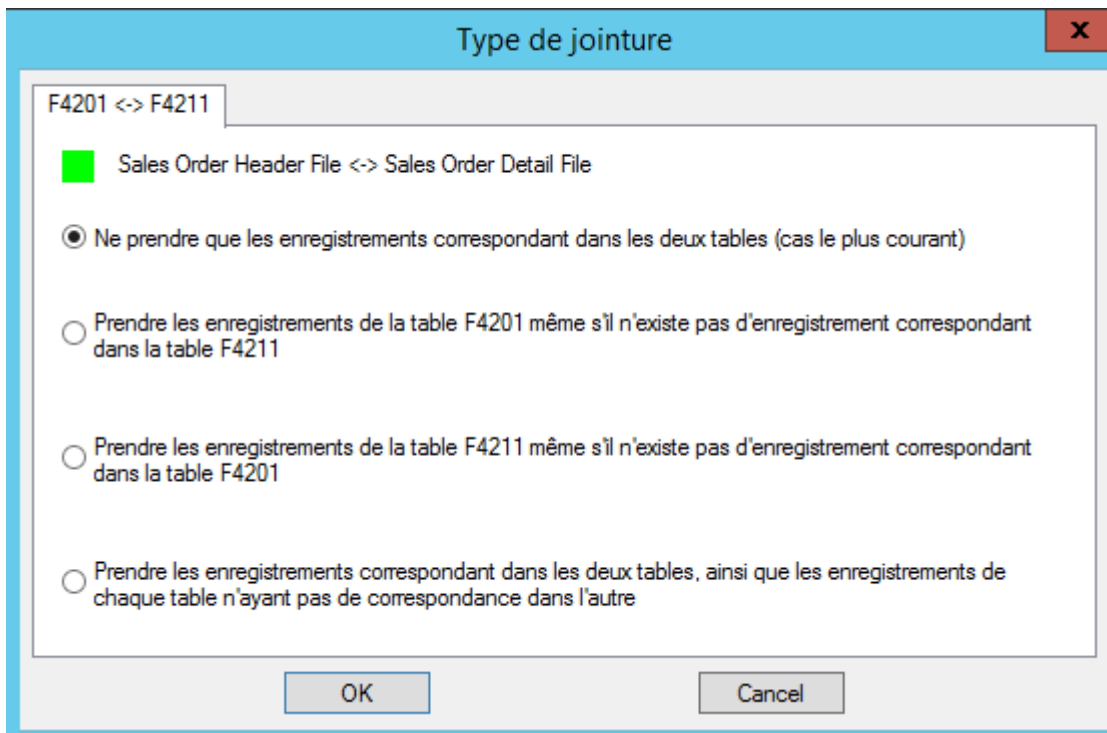 Type de jointure
x
F4201 <-> F4211
Sales Order Header File <-> Sales Order Detail File
Ne prendre que les enregistrements correspondant dans les deux tables (cas le plus courant)
Prendre les enregistrements de la table F4201 même s'il n'existe pas d'enregistrement correspondant
dans la table F4211
Prendre les enregistrements de la table F4211 même s'il n'existe pas d'enregistrement correspondant
dans la table F4201
Prendre les enregistrements correspondant dans les deux tables, ainsi que les enregistrements de
chaque table n'ayant pas de correspondance dans l'autre
OK
Cancel